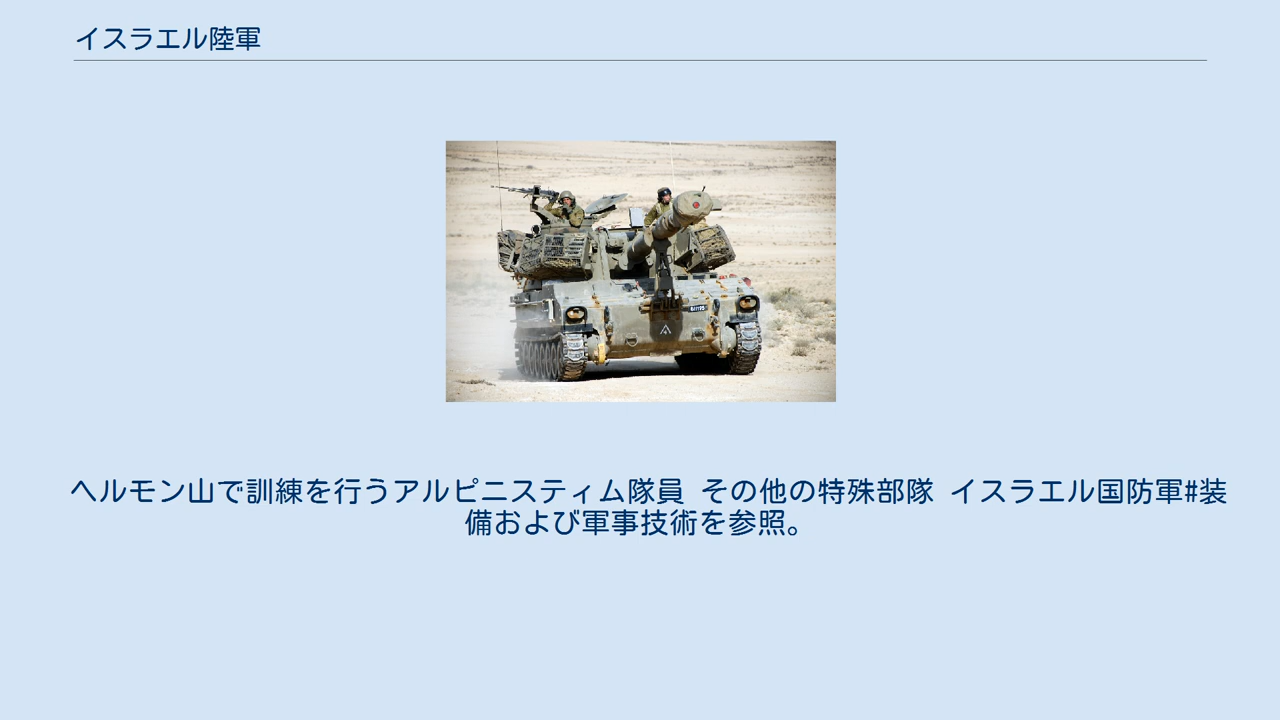 イスラエル陸軍
ヘルモン山で訓練を行うアルピニスティム隊員 その他の特殊部隊 イスラエル国防軍#装
備および軍事技術を参照。